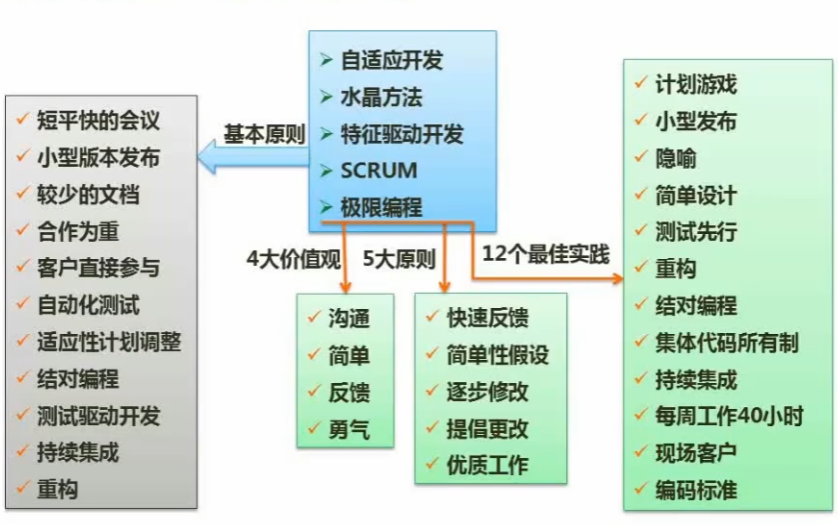 自适应开发
水晶方法
特征驱动开发
SCRUM
极限编程
基本原则
短平快的会议
小型版本发布
较少的文档
合作为重
客户直接参与
自动化测试
适应性计划调整
结对编程
测试驱动开发
持续集成
重构
4大价值观
沟通
简单
反馈
勇气
5大原则
快速反馈
简单性假设
逐步修改
提倡更改
优质工作
12个最佳实践
计划游戏
小型发布
隐喻
简单设计
测试先行
重构
结对编程
集体代码所有制
持续集成
每周工作40小时
现场客户
编码标准